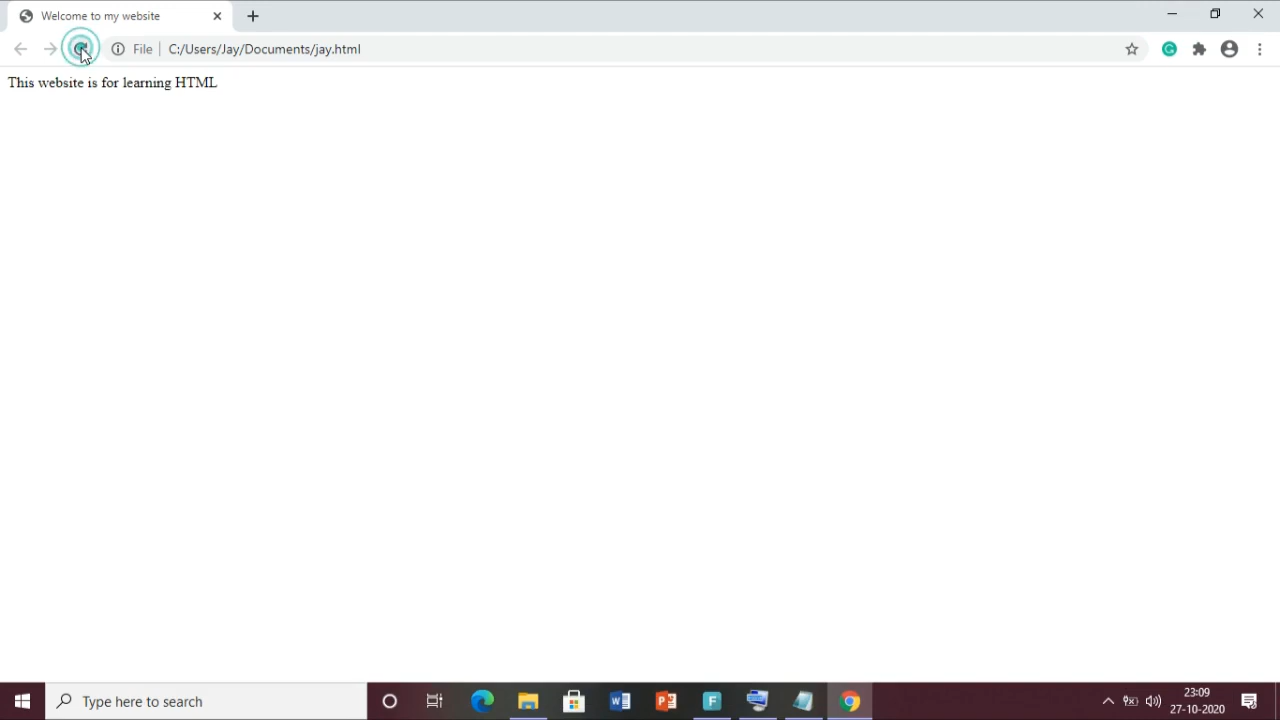 Welcome to my website
File C:/Users/Jay/Documents/jay.html
This website is for learning HTML
Type here to search
23:09
27-10-2020